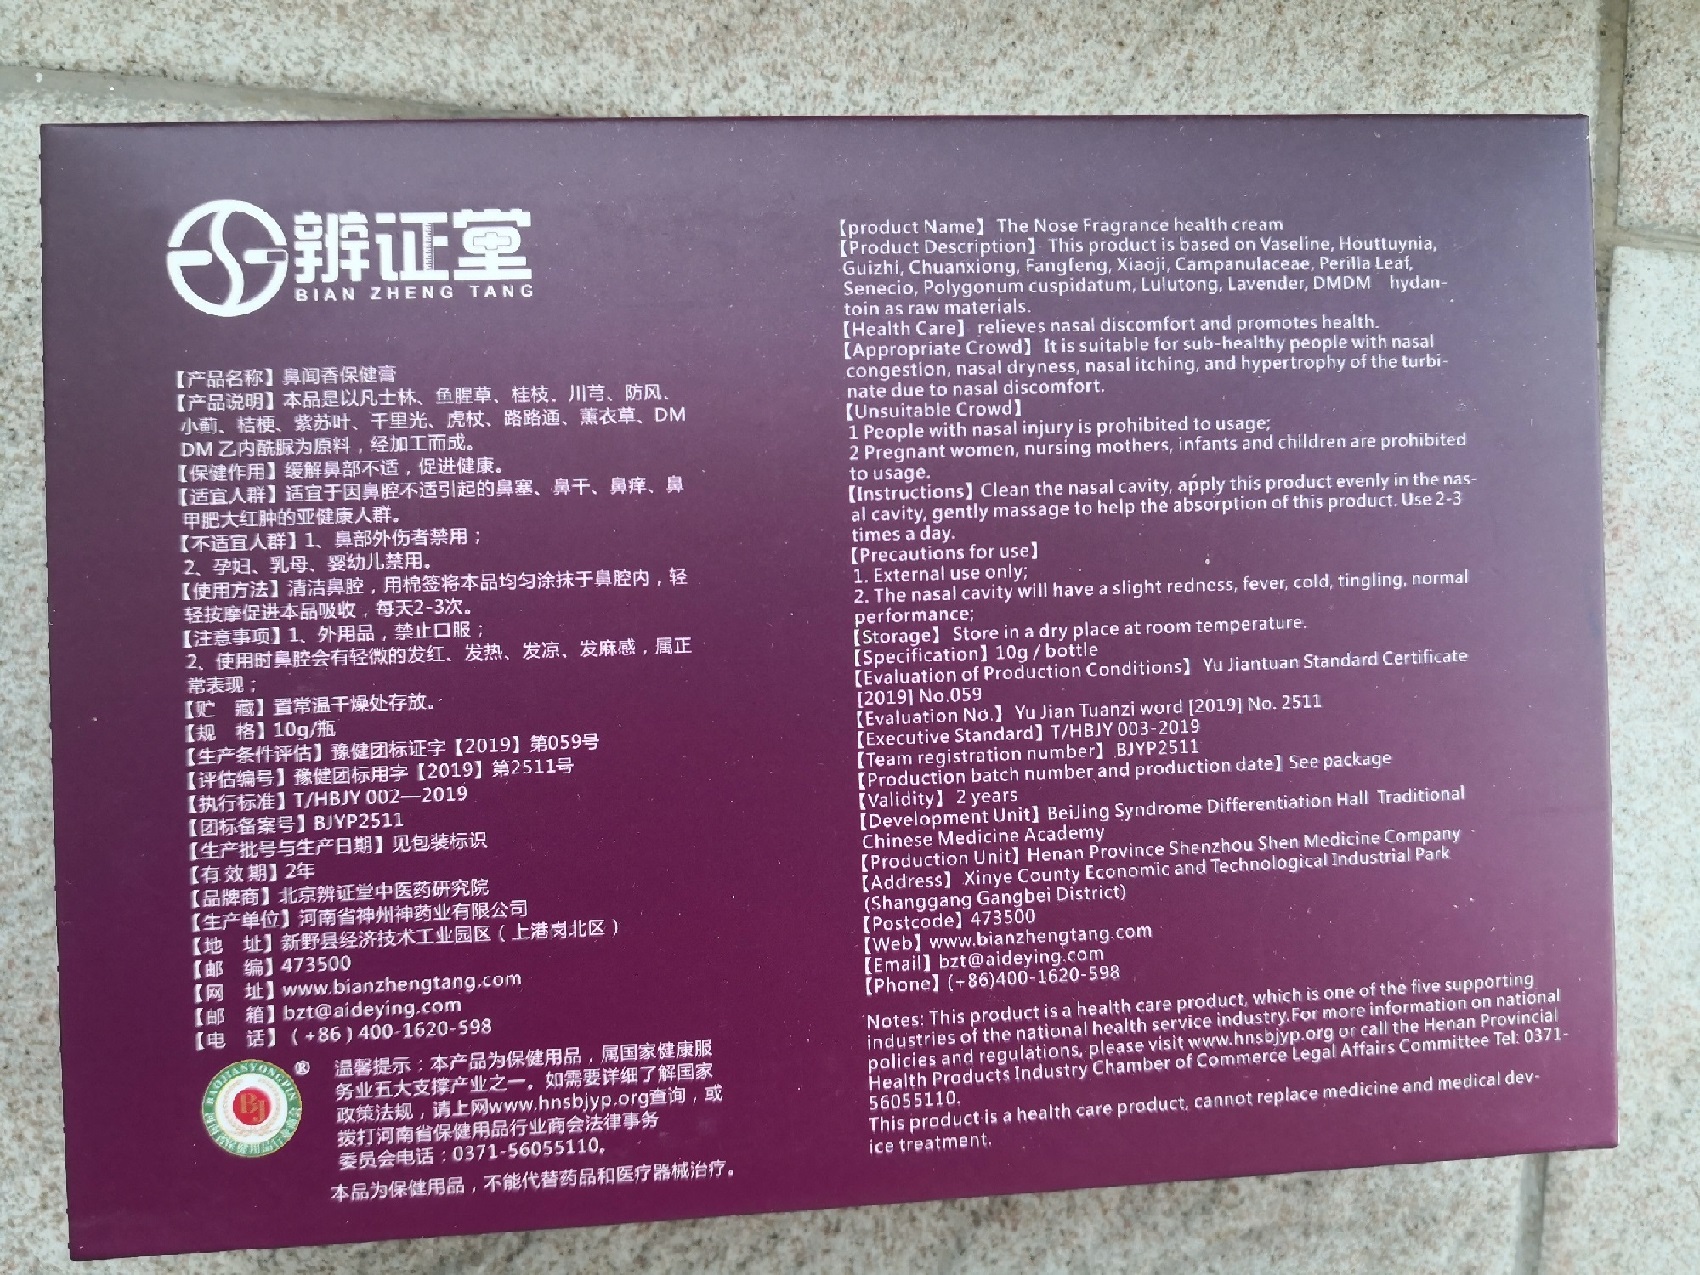 辨证堂
BIAN ZHENG TANG
【产品名称】鼻闻香保健膏
【产品说明】本品是以凡士林、鱼腥草、桂枝、川芎、防风、
小蓟、桔梗、紫苏叶、千里光、虎杖、路路通、薰衣草、DM
DM 乙内酰脲为原料，经加工而成。
【保健作用】缓解鼻部不适，促进健康。
【适宜人群】适宜于因鼻腔不适引起的鼻塞、鼻干、鼻痒、鼻
甲肥大红肿的亚健康人群。
【不适宜人群】1、鼻部外伤者禁用；
2、孕妇、乳母、婴幼儿禁用。
【使用方法】清洁鼻腔，用棉签将本品均匀涂抹于鼻腔内，轻
轻按摩促进本品吸收，每天2-3次。
【注意事项】1、外用品，禁止口服；
2、使用时鼻腔会有轻微的发红、发热、发凉、发麻感，属正
常表现；
【贮 藏】置常温干燥处存放。
【规 格】10g/瓶
【生产条件评估】豫健团标证字【2019】第059号
【评估编号】豫健团标用字【2019】第2511号
【执行标准】T/HBJY 002—2019
【团标备案号】BJYP2511
【生产批号与生产日期】见包装标识
【有 效 期】2年
【品牌商】北京辨证堂中医药研究院
【生产单位】河南省神州神药业有限公司
【地 址】新野县经济技术工业园区（上港岗北区）
【邮 编】473500
【网 址】www.bianzhengtang.com
【邮 箱】bzt@aideying.com
【电 话】（+86）400-1620-598
®
BAOJIANYONGPIN
BJ
温馨提示：本产品为保健用品，属国家健康服
务业五大支撑产业之一。如需要详细了解国家
政策法规，请上网www.hnsbjyp.org查询，或
拨打河南省保健用品行业商会法律事务
委员会电话：0371-56055110。
本品为保健用品，不能代替药品和医疗器械治疗。
【product Name】 The Nose Fragrance health cream
【Product Description】 This product is based on Vaseline, Houttuynia,
Guizhi, Chuanxiong, Fangfeng, Xiaoji, Campanulaceae, Perilla Leaf,
Senecio, Polygonum cuspidatum, Lulutong, Lavender, DMDM hydan-
toin as raw materials.
【Health Care】 relieves nasal discomfort and promotes health.
【Appropriate Crowd】 It is suitable for sub-healthy people with nasal
congestion, nasal dryness, nasal itching, and hypertrophy of the turbi-
nate due to nasal discomfort.
【Unsuitable Crowd】
1 People with nasal injury is prohibited to usage;
2 Pregnant women, nursing mothers, infants and children are prohibited
to usage.
【Instructions】 Clean the nasal cavity, apply this product evenly in the nas-
al cavity, gently massage to help the absorption of this product. Use 2-3
times a day.
【Precautions for use】
1. External use only;
2. The nasal cavity will have a slight redness, fever, cold, tingling, normal
performance;
【Storage】 Store in a dry place at room temperature.
【Specification】 10g / bottle
【Evaluation of Production Conditions】 Yu Jiantuan Standard Certificate
[2019] No.059
【Evaluation No.】 Yu Jian Tuanzi word [2019] No. 2511
【Executive Standard】 T/HBJY 003-2019
【Team registration number】 BJYP2511
【Production batch number and production date】 See package
【Validity】 2 years
【Development Unit】 BeiJing Syndrome Differentiation Hall Traditional
Chinese Medicine Academy
【Production Unit】 Henan Province Shenzhou Shen Medicine Company
【Address】 Xinye County Economic and Technological Industrial Park
(Shanggang Gangbei District)
【Postcode】 473500
【Web】 www.bianzhengtang.com
【Email】 bzt@aideying.com
【Phone】 (+86)400-1620-598
Notes: This product is a health care product, which is one of the five supporting
industries of the national health service industry.For more information on national
policies and regulations, please visit www.hnsbjyp.org or call the Henan Provincial
Health Products Industry Chamber of Commerce Legal Affairs Committee Tel: 0371-
56055110.
This product is a health care product, cannot replace medicine and medical dev-
ice treatment.